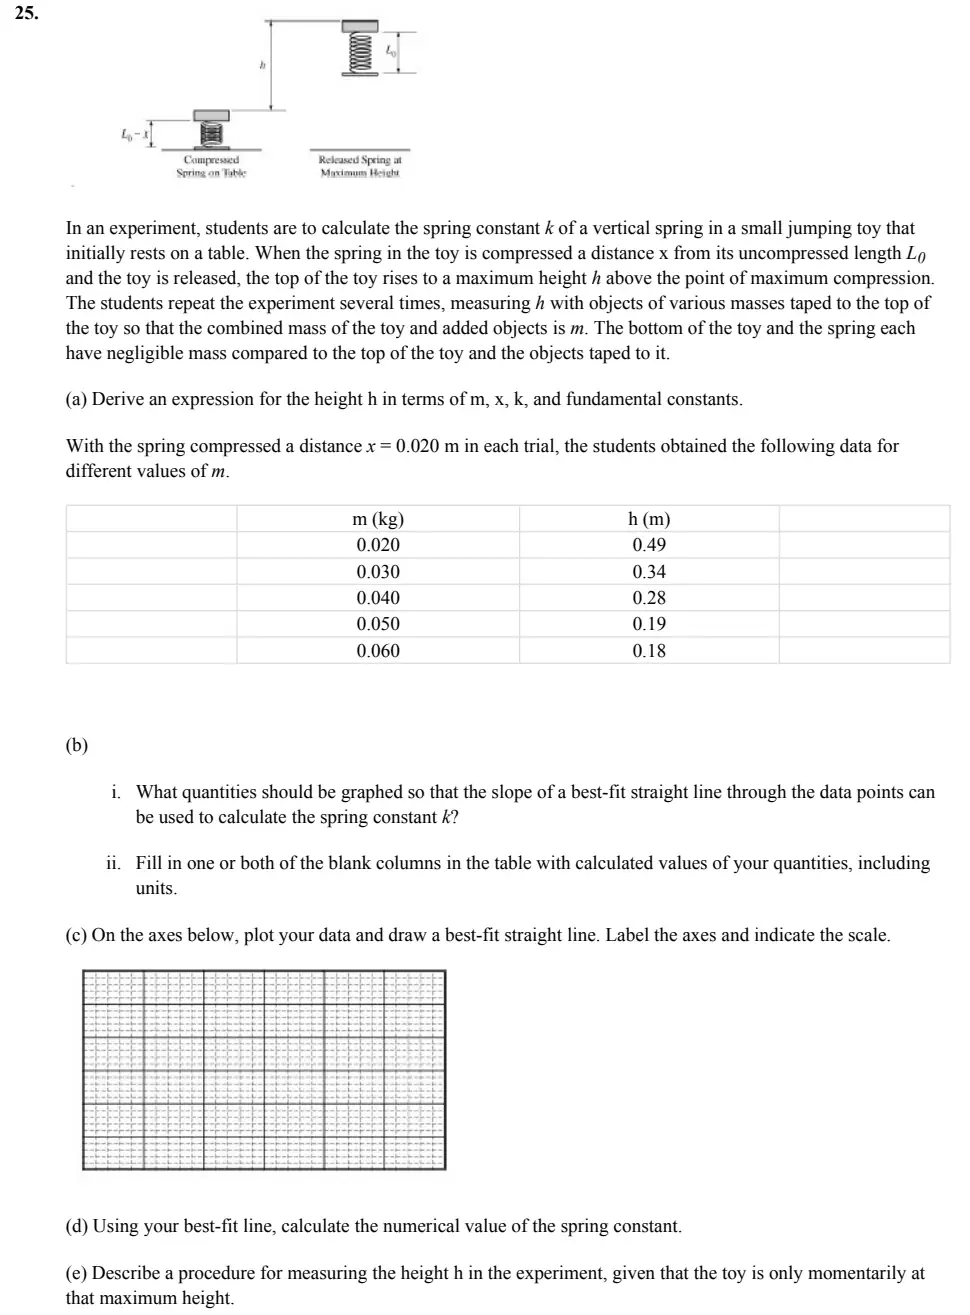 25.
h
L₀
L₀ – x
Compressed
Spring on Table
Released Spring at
Maximum Height
In an experiment, students are to calculate the spring constant k of a vertical spring in a small jumping toy that
initially rests on a table. When the spring in the toy is compressed a distance x from its uncompressed length L₀
and the toy is released, the top of the toy rises to a maximum height h above the point of maximum compression.
The students repeat the experiment several times, measuring h with objects of various masses taped to the top of
the toy so that the combined mass of the toy and added objects is m. The bottom of the toy and the spring each
have negligible mass compared to the top of the toy and the objects taped to it.
(a) Derive an expression for the height h in terms of m, x, k, and fundamental constants.
With the spring compressed a distance x = 0.020 m in each trial, the students obtained the following data for
different values of m.
m (kg) h (m)
0.020 0.49
0.030 0.34
0.040 0.28
0.050 0.19
0.060 0.18
(b)
i. What quantities should be graphed so that the slope of a best-fit straight line through the data points can
be used to calculate the spring constant k?
ii. Fill in one or both of the blank columns in the table with calculated values of your quantities, including
units.
(c) On the axes below, plot your data and draw a best-fit straight line. Label the axes and indicate the scale.
(d) Using your best-fit line, calculate the numerical value of the spring constant.
(e) Describe a procedure for measuring the height h in the experiment, given that the toy is only momentarily at
that maximum height.